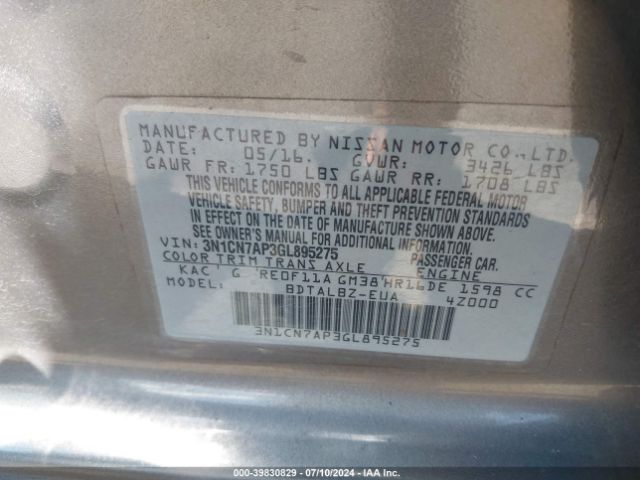 MANUFACTURED BY NISSAN MOTOR CO., LTD.
DATE: 05/16. GVWR: 3426 LBS
GAWR FR: 1750 LBS GAWR RR: 1708 LBS
THIS VEHICLE CONFORMS TO ALL APPLICABLE FEDERAL MOTOR
VEHICLE SAFETY, BUMPER AND THEFT PREVENTION STANDARDS
IN EFFECT ON THE DATE OF MANUFACTURE SHOWN ABOVE.
SEE OWNER'S MANUAL FOR ADDITIONAL INFORMATION.
VIN: 3N1CN7AP3GL895275 PASSENGER CAR.
COLOR TRIM TRANS AXLE ENGINE
KAC G RE0F11A GM38 HR16DE 1598 CC
MODEL: BDTALBZ-EUA 4Z000
3N1CN7AP3GL895275
000-39830829 - 07/10/2024 - IAA Inc.